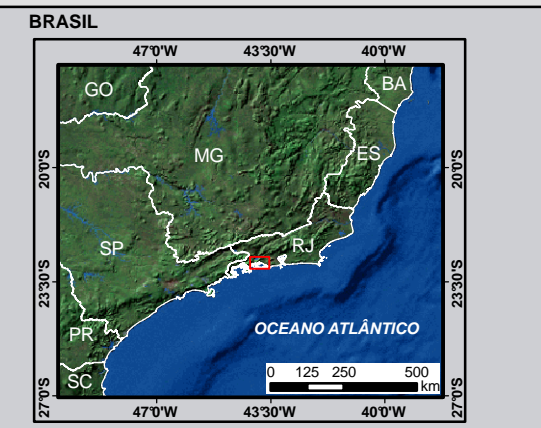 BRASIL
47°0'W 43°30'W 40°0'W
GO
BA
MG
ES
20°0'S 20°0'S
SP
RJ
23°30'S 23°30'S
OCEANO ATLÂNTICO
PR
SC
0 125 250 500
km
27°0'S 27°0'S
47°0'W 43°30'W 40°0'W